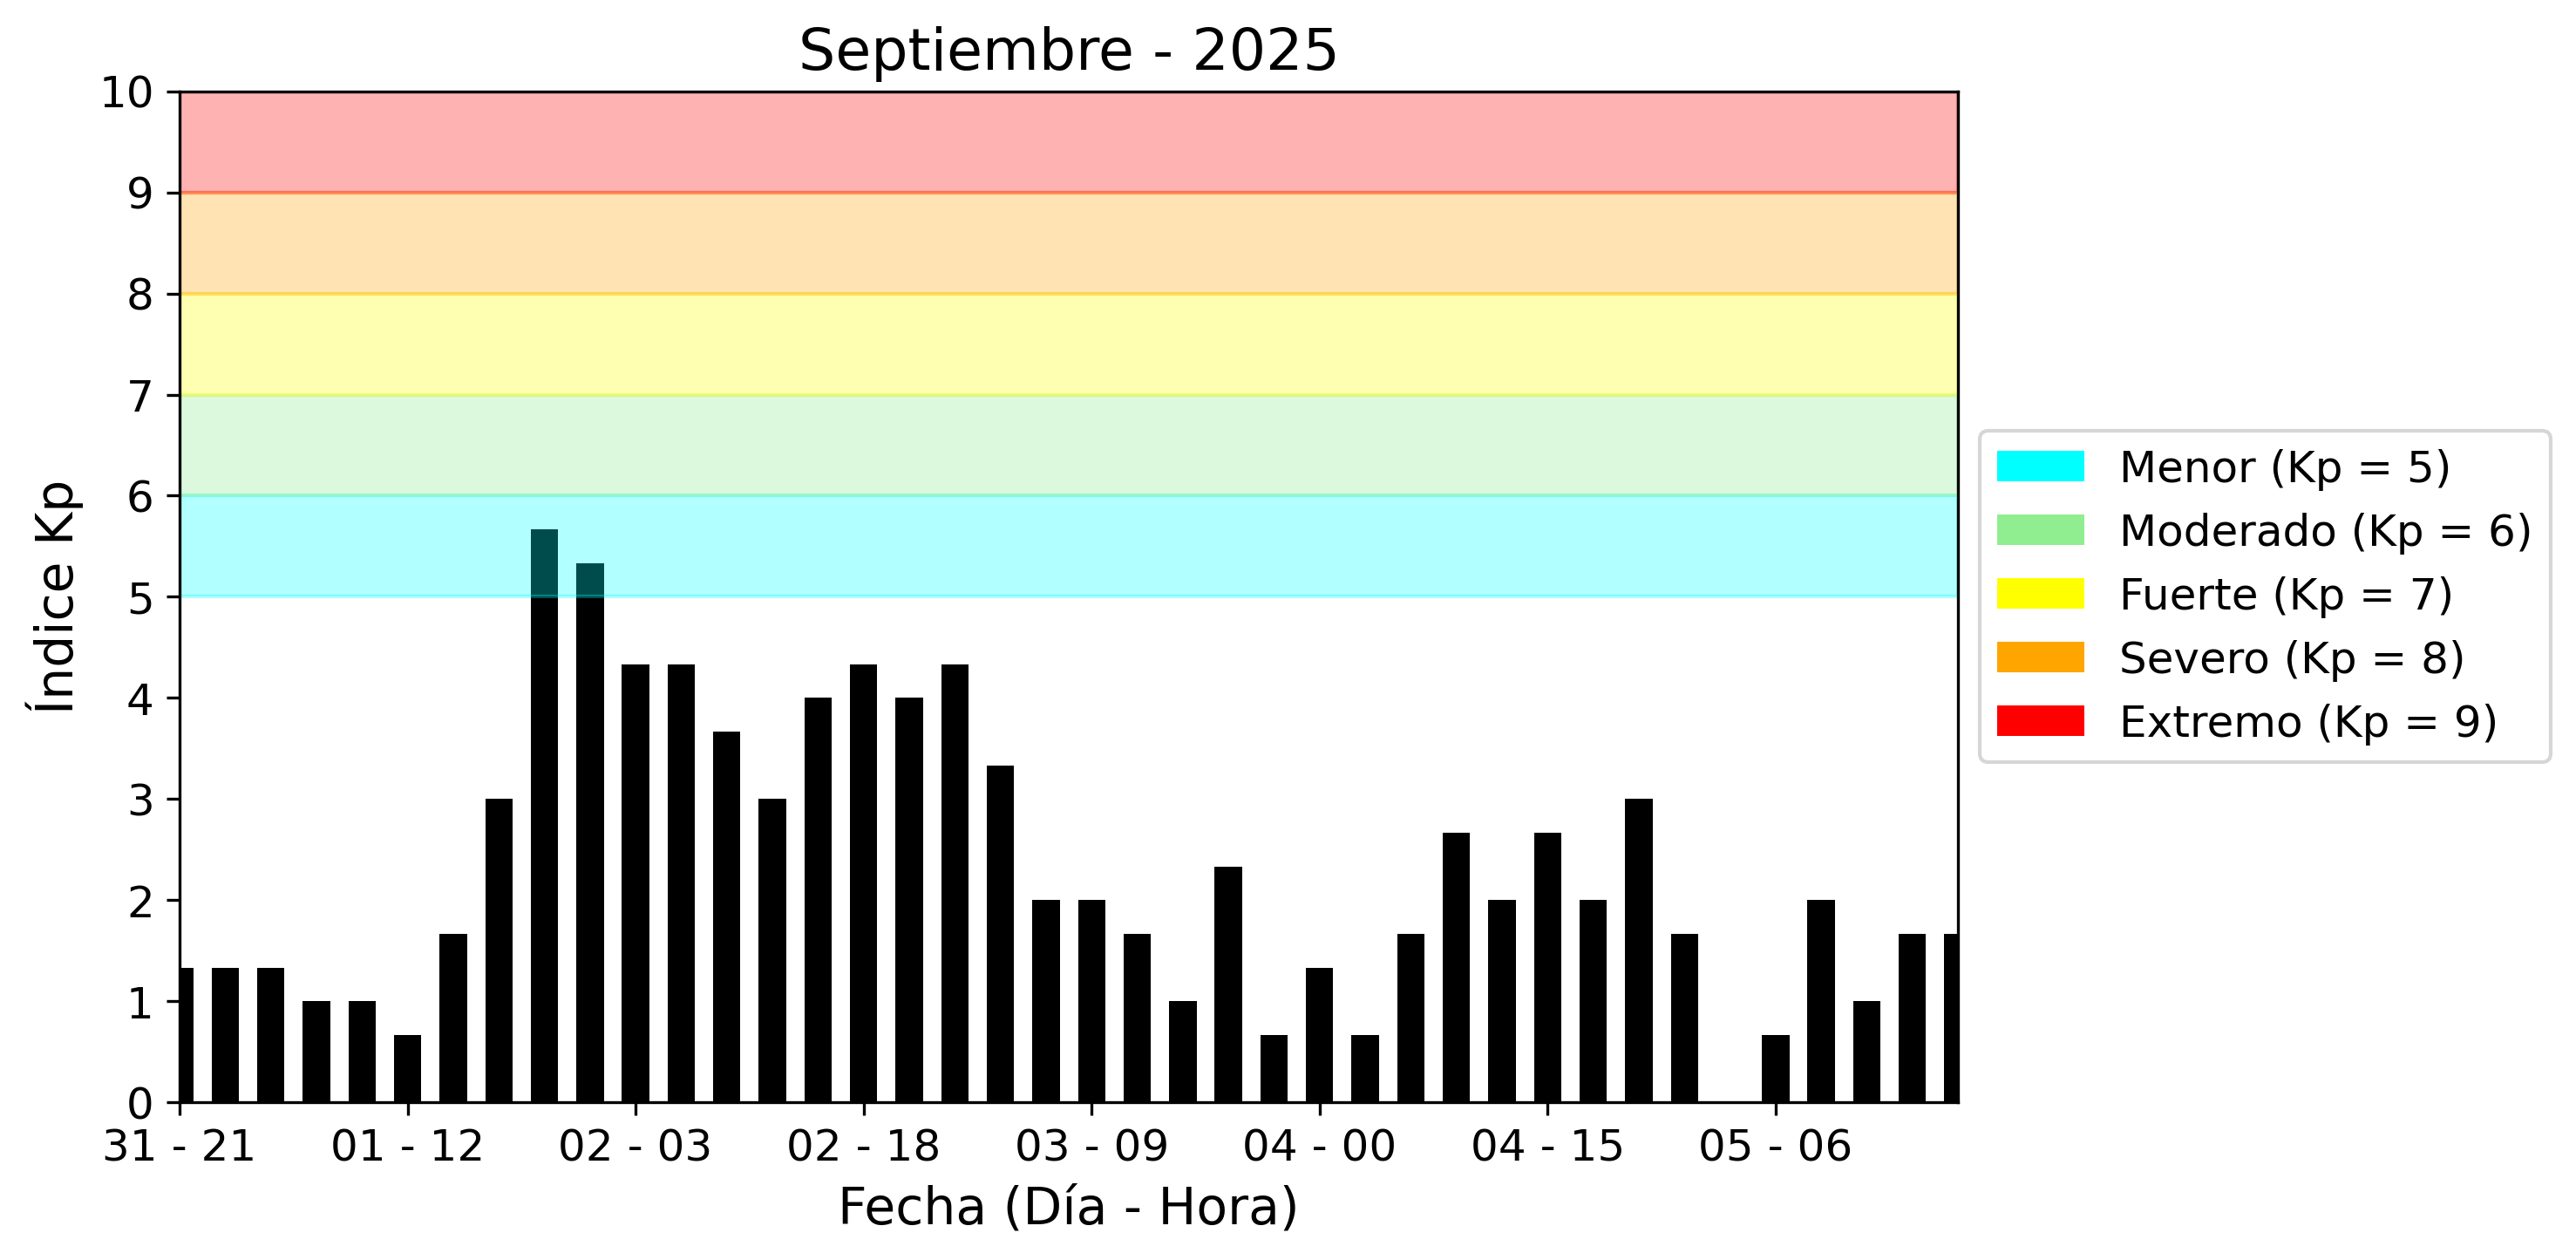 Septiembre - 2025
10
9
8
7
6
5
4
3
2
1
0
Índice Kp
31 - 21
01 - 12
02 - 03
02 - 18
03 - 09
04 - 00
04 - 15
05 - 06
Fecha (Día - Hora)
Menor (Kp = 5)
Moderado (Kp = 6)
Fuerte (Kp = 7)
Severo (Kp = 8)
Extremo (Kp = 9)